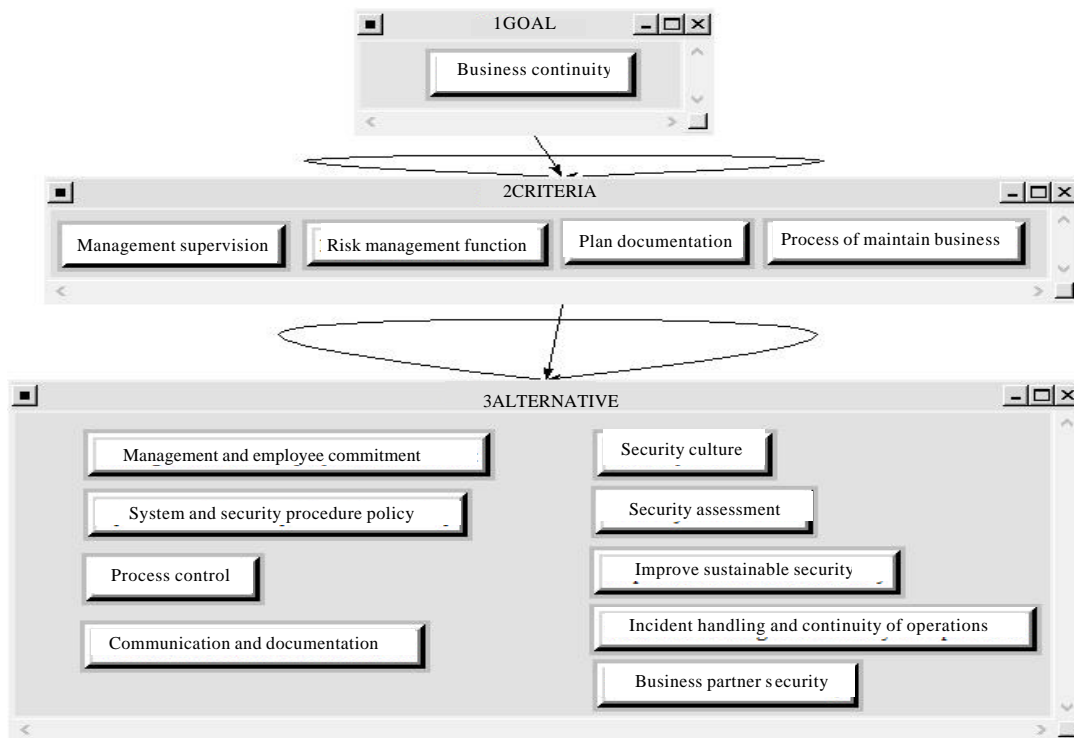 1GOAL
Business continuity
2CRITERIA
Management supervision
Risk management function
Plan documentation
Process of maintain business
3ALTERNATIVE
Management and employee commitment
System and security procedure policy
Process control
Communication and documentation
Security culture
Security assessment
Improve sustainable security
Incident handling and continuity of operations
Business partner security